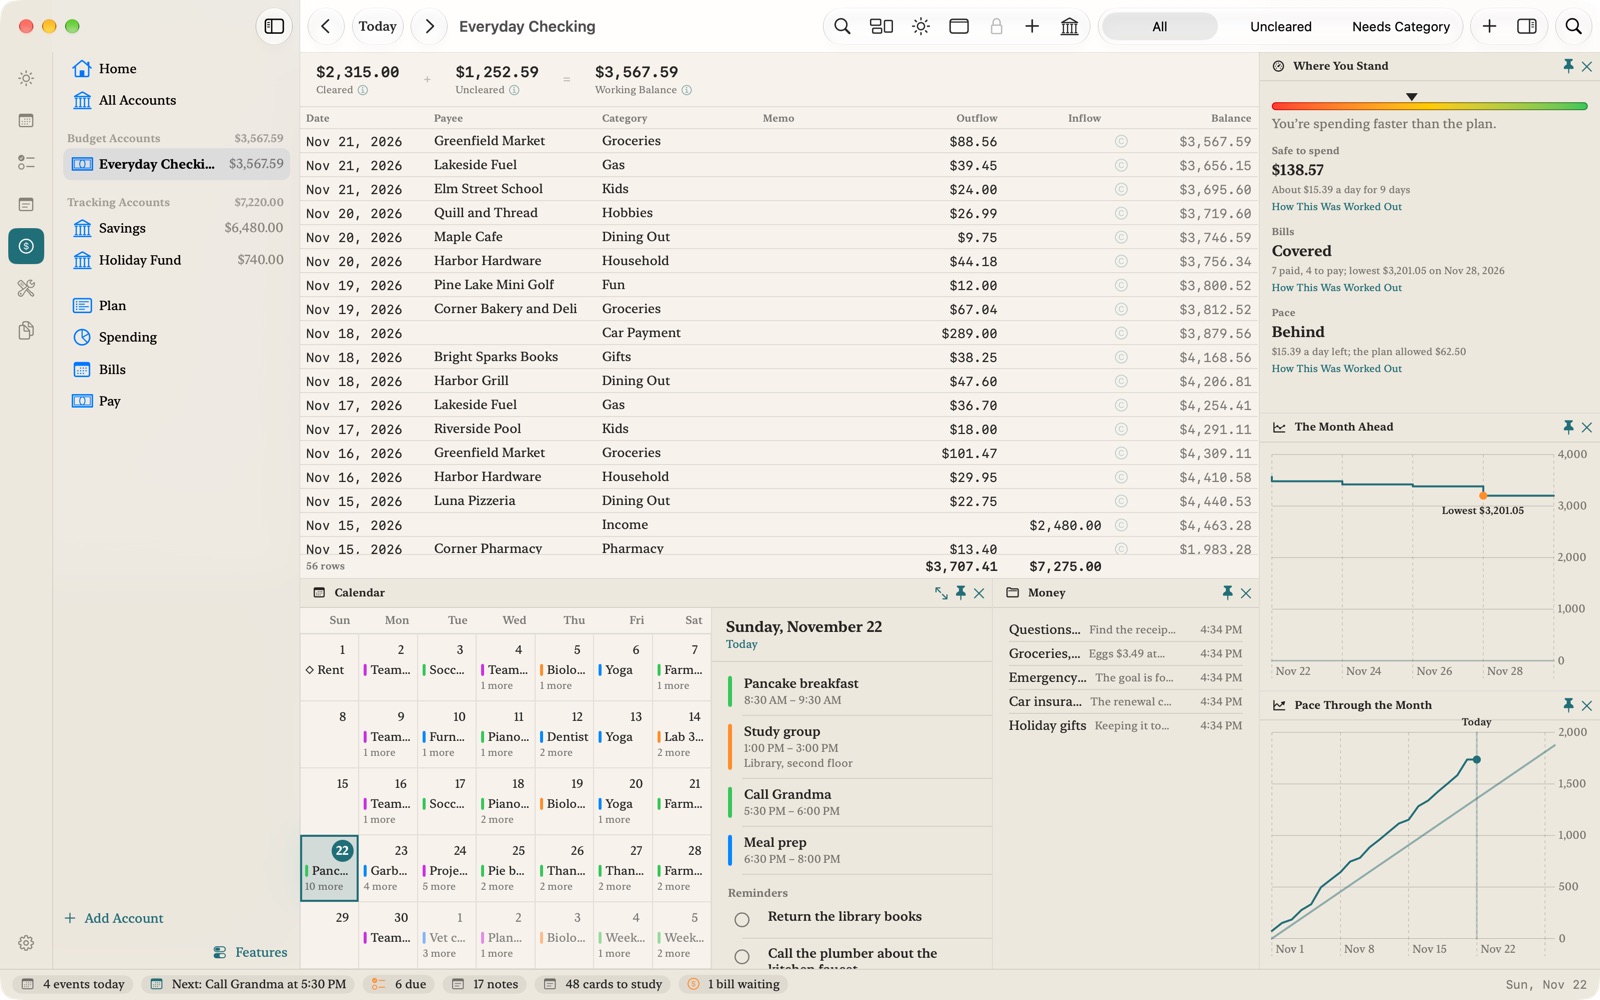 Today
Everyday Checking
All
Uncleared
Needs Category
Home
All Accounts
Budget Accounts $3,567.59
Everyday Checki... $3,567.59
Tracking Accounts $7,220.00
Savings $6,480.00
Holiday Fund $740.00
Plan
Spending
Bills
Pay
Add Account
Features
$2,315.00 + $1,252.59 = $3,567.59
Cleared Uncleared Working Balance
Date Payee Category Memo Outflow Inflow Balance
Nov 21, 2026 Greenfield Market Groceries $88.56 $3,567.59
Nov 21, 2026 Lakeside Fuel Gas $39.45 $3,656.15
Nov 21, 2026 Elm Street School Kids $24.00 $3,695.60
Nov 20, 2026 Quill and Thread Hobbies $26.99 $3,719.60
Nov 20, 2026 Maple Cafe Dining Out $9.75 $3,746.59
Nov 20, 2026 Harbor Hardware Household $44.18 $3,756.34
Nov 19, 2026 Pine Lake Mini Golf Fun $12.00 $3,800.52
Nov 19, 2026 Corner Bakery and Deli Groceries $67.04 $3,812.52
Nov 18, 2026 Car Payment $289.00 $3,879.56
Nov 18, 2026 Bright Sparks Books Gifts $38.25 $4,168.56
Nov 18, 2026 Harbor Grill Dining Out $47.60 $4,206.81
Nov 17, 2026 Lakeside Fuel Gas $36.70 $4,254.41
Nov 17, 2026 Riverside Pool Kids $18.00 $4,291.11
Nov 16, 2026 Greenfield Market Groceries $101.47 $4,309.11
Nov 16, 2026 Harbor Hardware Household $29.95 $4,410.58
Nov 15, 2026 Luna Pizzeria Dining Out $22.75 $4,440.53
Nov 15, 2026 Income $2,480.00 $4,463.28
Nov 15, 2026 Corner Pharmacy Pharmacy $13.40 $1,983.28
56 rows $3,707.41 $7,275.00
Calendar
Sun Mon Tue Wed Thu Fri Sat
1 2 3 4 5 6 7
Rent Team... Socc... Team... Biolo... Yoga Farm...
1 more 1 more 1 more
8 9 10 11 12 13 14
Team... Furn... Piano... Dentist Yoga Lab 3...
1 more 1 more 1 more 2 more 2 more
15 16 17 18 19 20 21
Team... Socc... Piano... Biolo... Yoga Farm...
1 more 2 more 1 more
22 23 24 25 26 27 28
Panc... Garb... Proje... Pie b... Than... Than... Farm...
10 more 4 more 5 more 2 more 2 more 2 more 2 more
29 30 1 2 3 4 5
Team... Vet c... Plan... Biolo... Week... Week...
3 more 1 more 1 more 1 more
Sunday, November 22
Today
Pancake breakfast
8:30 AM – 9:30 AM
Study group
1:00 PM – 3:00 PM
Library, second floor
Call Grandma
5:30 PM – 6:00 PM
Meal prep
6:30 PM – 8:00 PM
Reminders
Return the library books
Call the plumber about the
kitchen faucet
Money
Questions... Find the receip... 4:34 PM
Groceries,... Eggs $3.49 at... 4:34 PM
Emergency... The goal is fo... 4:34 PM
Car insura... The renewal c... 4:34 PM
Holiday gifts Keeping it to... 4:34 PM
Where You Stand
You're spending faster than the plan.
Safe to spend
$138.57
About $15.39 a day for 9 days
How This Was Worked Out
Bills
Covered
7 paid, 4 to pay; lowest $3,201.05 on Nov 28, 2026
How This Was Worked Out
Pace
Behind
$15.39 a day left; the plan allowed $62.50
How This Was Worked Out
The Month Ahead
4,000
3,000
Lowest $3,201.05
2,000
1,000
0
Nov 22 Nov 24 Nov 26 Nov 28
Pace Through the Month
Today
2,000
1,500
1,000
500
0
Nov 1 Nov 8 Nov 15 Nov 22
4 events today
Next: Call Grandma at 5:30 PM
6 due
17 notes
48 cards to study
1 bill waiting
Sun, Nov 22